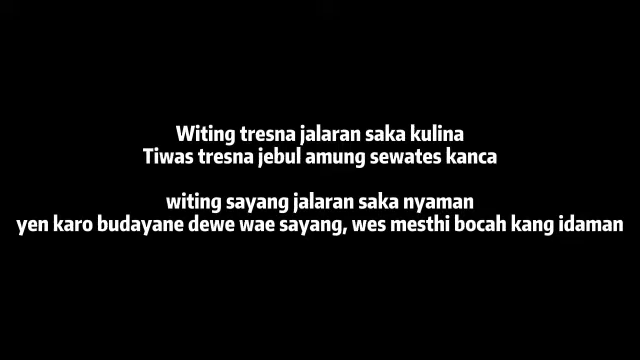 Witing tresna jalaran saka kulina
Tiwas tresna jebul amung sewates kanca
witing sayang jalaran saka nyaman
yen karo budayane dewe wae sayang, wes mesthi bocah kang idaman